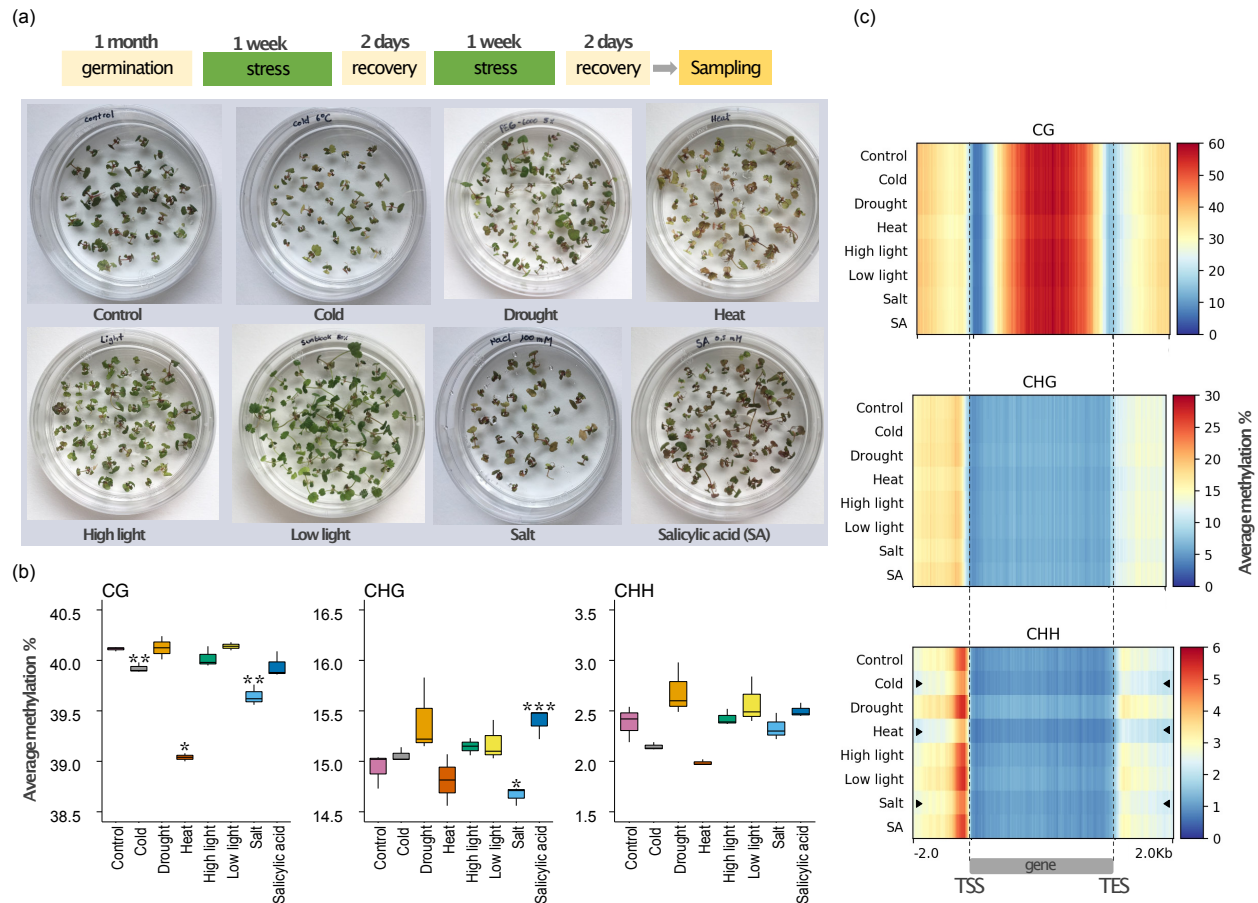 (a)
1 month
germination
1 week
stress
2 days
recovery
1 week
stress
2 days
recovery
Sampling
control
cold 6°C
PEG-6000 5%
Heat
Control
Cold
Drought
Heat
Light
NaCl 100mM
SA 0,5 mM
High light
Low light
Salt
Salicylic acid (SA)
(b)
CG
Average methylation %
40.5
40.0
39.5
39.0
38.5
**
*
**
Control
Cold
Drought
Heat
High light
Low light
Salt
Salicylic acid
CHG
16.5
16.0
15.5
15.0
14.5
*
***
Control
Cold
Drought
Heat
High light
Low light
Salt
Salicylic acid
CHH
3.5
3.0
2.5
2.0
1.5
Control
Cold
Drought
Heat
High light
Low light
Salt
Salicylic acid
(c)
CG
Control
Cold
Drought
Heat
High light
Low light
Salt
SA
60
50
40
30
20
10
0
CHG
Control
Cold
Drought
Heat
High light
Low light
Salt
SA
30
25
20
15
10
5
0
Average methylation %
CHH
Control
Cold
Drought
Heat
High light
Low light
Salt
SA
6
5
4
3
2
1
0
-2.0
2.0Kb
gene
TSS
TES